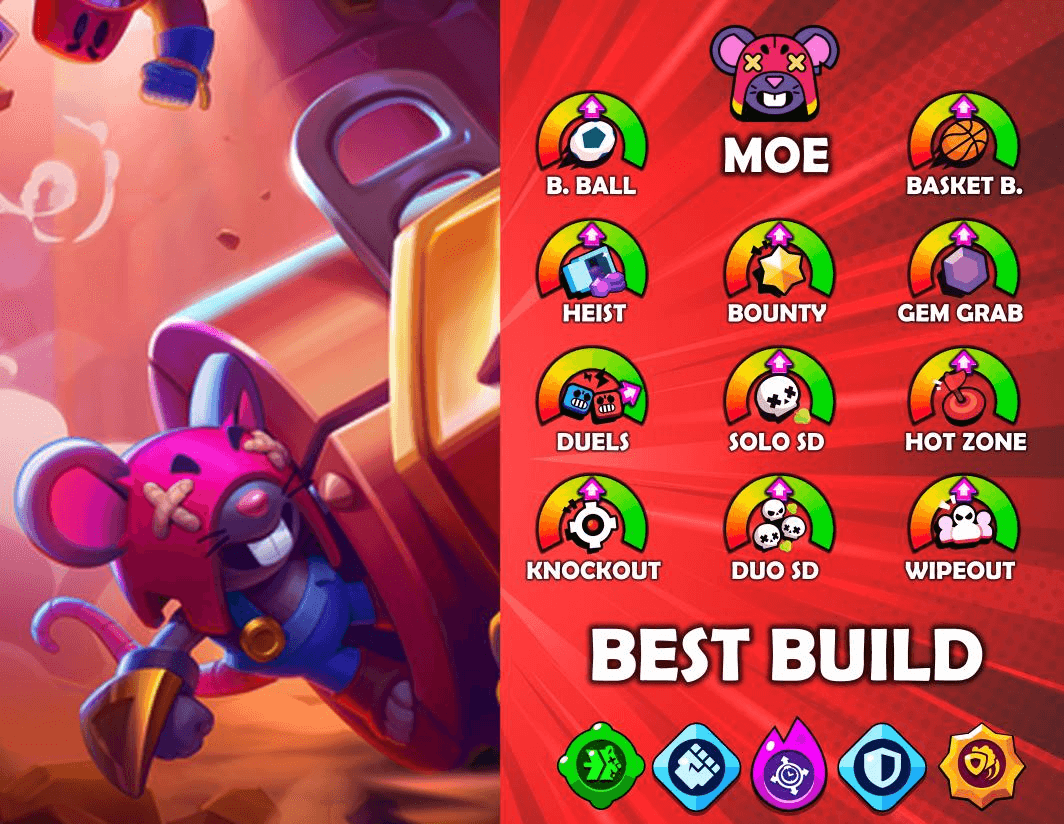 MOE
B. BALL
BASKET B.
HEIST
BOUNTY
GEM GRAB
DUELS
SOLO SD
HOT ZONE
KNOCKOUT
DUO SD
WIPEOUT
BEST BUILD